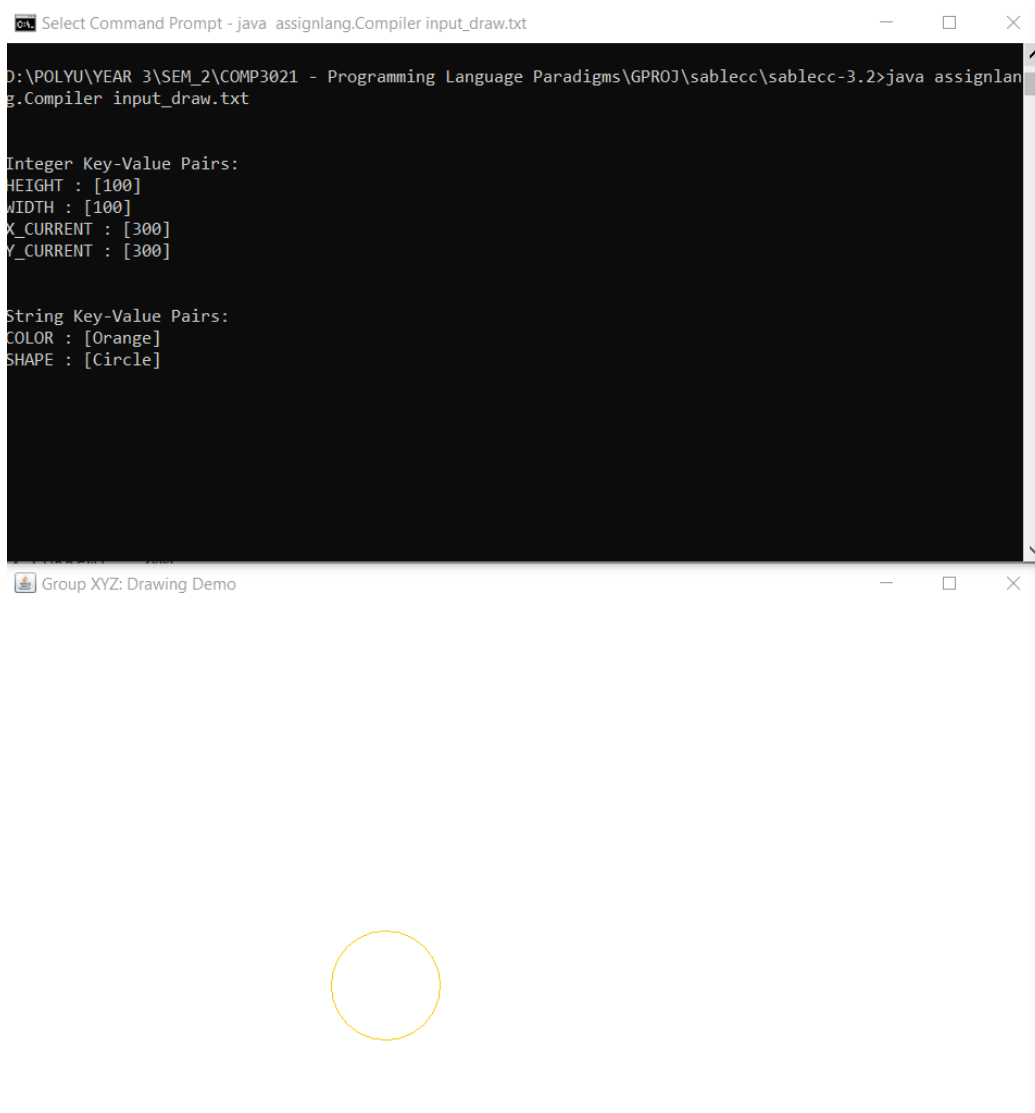 Select Command Prompt - java  assignlang.Compiler input_draw.txt
D:\POLYU\YEAR 3\SEM_2\COMP3021 - Programming Language Paradigms\GPROJ\sablecc\sablecc-3.2>java assignlan
g.Compiler input_draw.txt
Integer Key-Value Pairs:
HEIGHT : [100]
WIDTH : [100]
X_CURRENT : [300]
Y_CURRENT : [300]
String Key-Value Pairs:
COLOR : [Orange]
SHAPE : [Circle]
Group XYZ: Drawing Demo